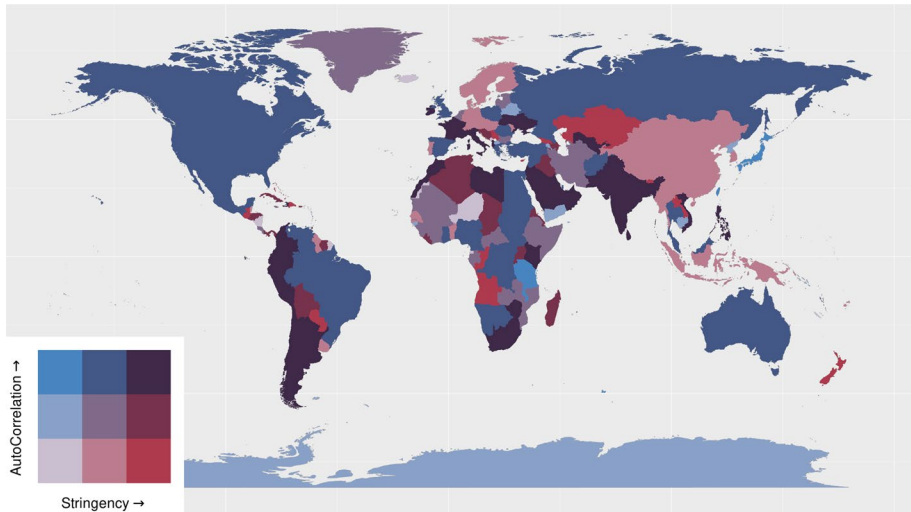 AutoCorrelation →
Stringency →